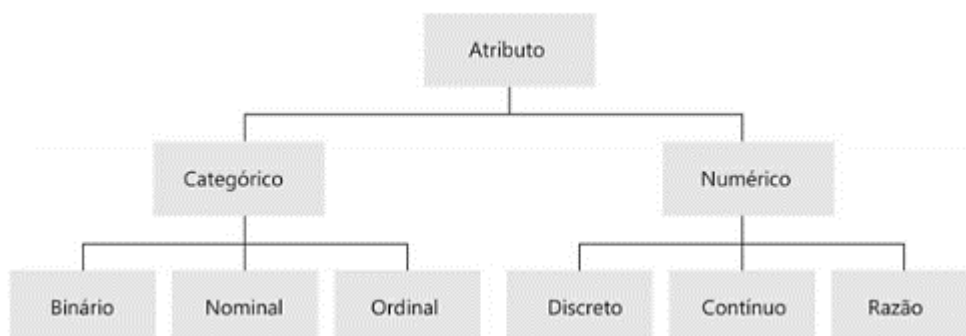 Atributo
Categórico
Numérico
Binário
Nominal
Ordinal
Discreto
Contínuo
Razão